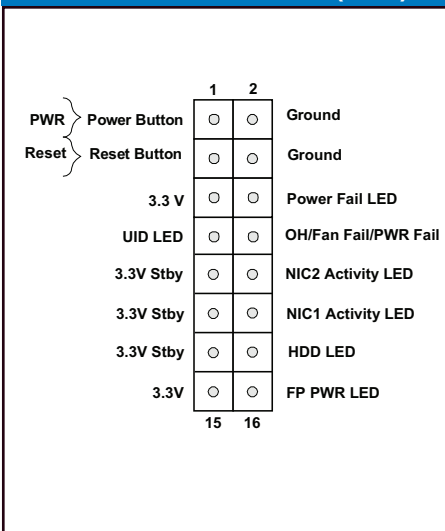 1 2
PWR Power Button Ground
Reset Reset Button Ground
3.3 V Power Fail LED
UID LED OH/Fan Fail/PWR Fail
3.3V Stby NIC2 Activity LED
3.3V Stby NIC1 Activity LED
3.3V Stby HDD LED
3.3V FP PWR LED
15 16